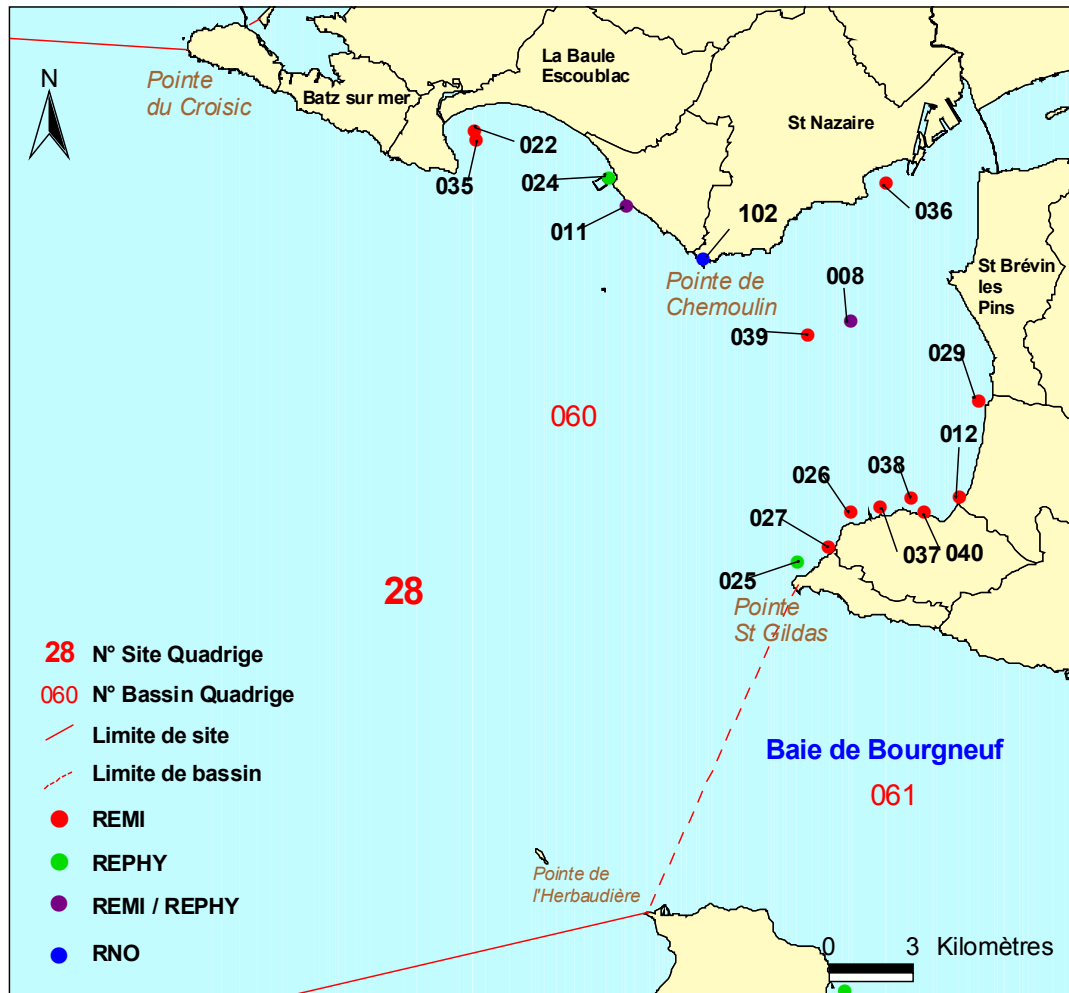 La Baule
Escoublac
N
Pointe
du Croisic
Batz sur mer
St Nazaire
022
035
024
036
011
102
St Brévin
les
Pins
Pointe de
Chemoulin
008
039
029
060
012
038
026
027
037
040
025
28
Pointe
St Gildas
28 N° Site Quadrige
060 N° Bassin Quadrige
Limite de site
Baie de Bourgneuf
Limite de bassin
061
REMI
REPHY
Pointe de
l'Herbaudière
REMI / REPHY
RNO
0 3 Kilomètres